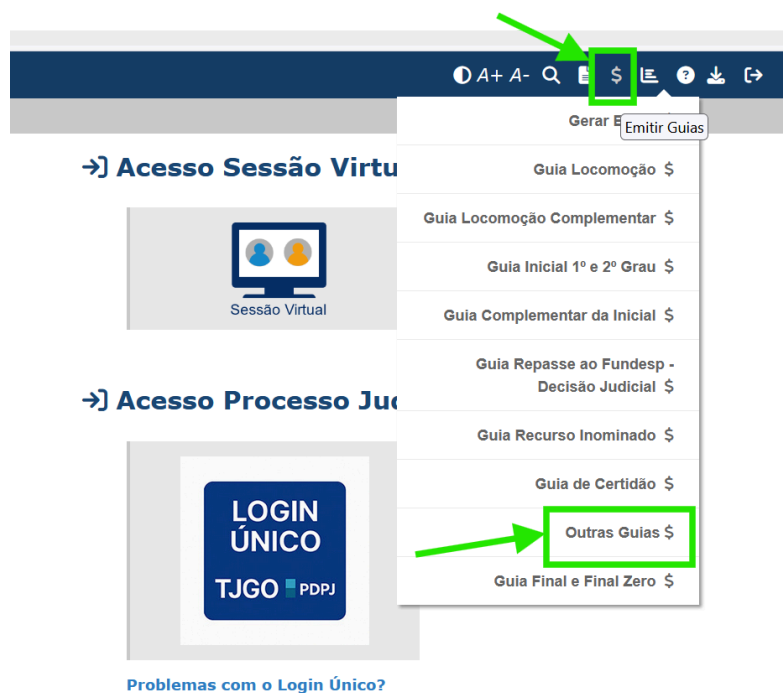 A+ A-
$
Gerar B
Emitir Guias
Acesso Sessão Virtu
Guia Locomoção $
Guia Locomoção Complementar $
Sessão Virtual
Guia Inicial 1º e 2º Grau $
Guia Complementar da Inicial $
Guia Repasse ao Fundesp -
Decisão Judicial $
Acesso Processo Jud
Guia Recurso Inominado $
Guia de Certidão $
LOGIN
ÚNICO
Outras Guias $
TJGO PDPJ
Guia Final e Final Zero $
Problemas com o Login Único?